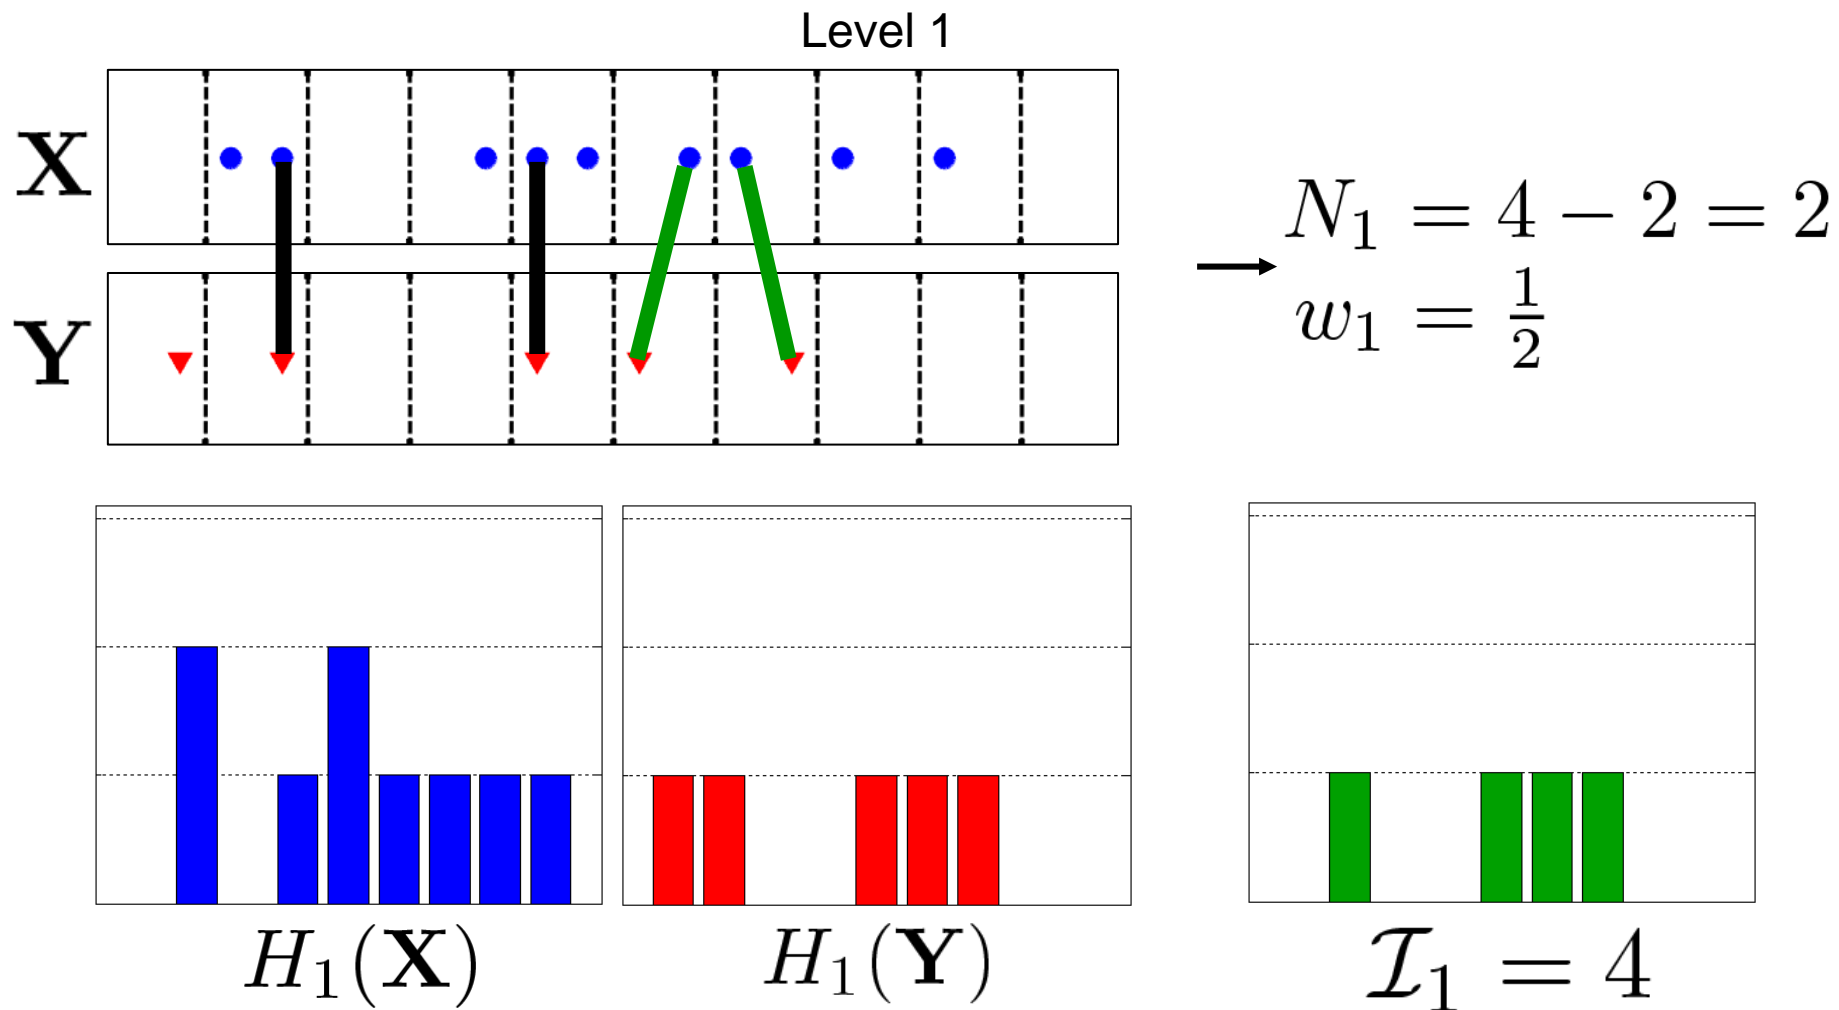 Level 1
X
Y
N₁ = 4 − 2 = 2
w₁ = 1/2
H₁(X)
H₁(Y)
𝓘₁ = 4